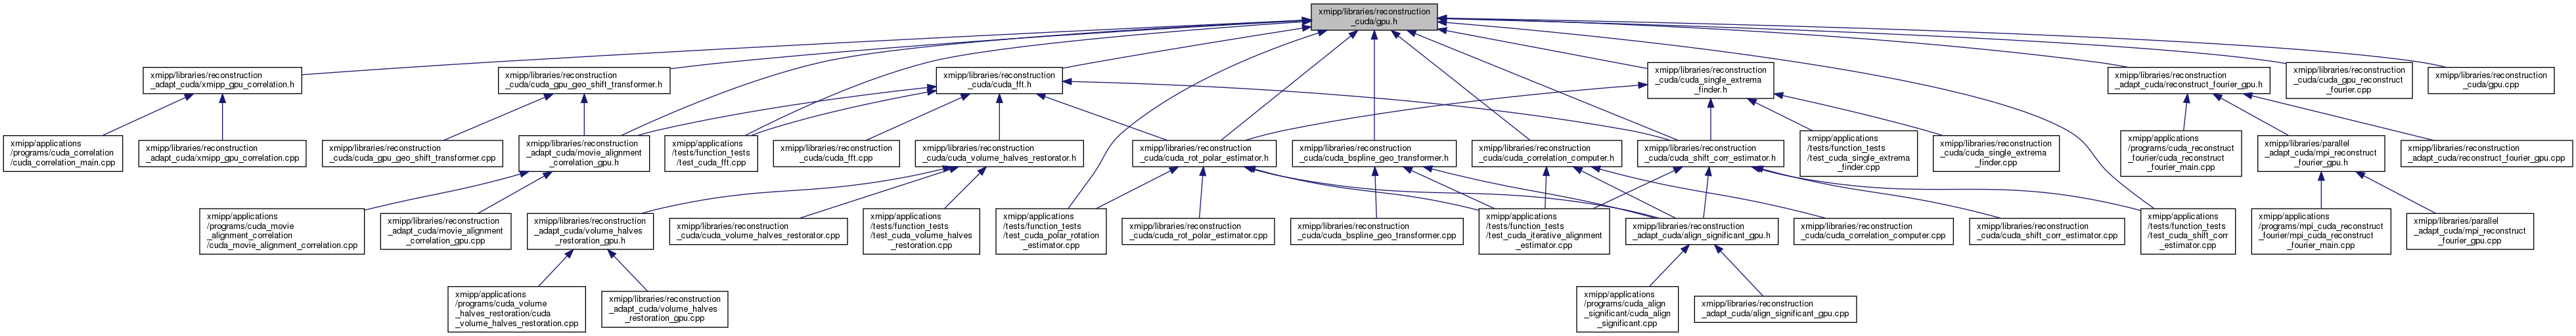 xmipp/libraries/reconstruction
_cuda/gpu.h
xmipp/libraries/reconstruction
_adapt_cuda/xmipp_gpu_correlation.h
xmipp/libraries/reconstruction
_cuda/cuda_gpu_geo_shift_transformer.h
xmipp/libraries/reconstruction
_cuda/cuda_fft.h
xmipp/libraries/reconstruction
_cuda/cuda_single_extrema
_finder.h
xmipp/libraries/reconstruction
_adapt_cuda/reconstruct_fourier_gpu.h
xmipp/libraries/reconstruction
_cuda/cuda_gpu_reconstruct
_fourier.cpp
xmipp/libraries/reconstruction
_cuda/gpu.cpp
xmipp/applications
/programs/cuda_correlation
/cuda_correlation_main.cpp
xmipp/libraries/reconstruction
_adapt_cuda/xmipp_gpu_correlation.cpp
xmipp/libraries/reconstruction
_cuda/cuda_gpu_geo_shift_transformer.cpp
xmipp/libraries/reconstruction
_adapt_cuda/movie_alignment
_correlation_gpu.h
xmipp/applications
/tests/function_tests
/test_cuda_fft.cpp
xmipp/libraries/reconstruction
_cuda/cuda_fft.cpp
xmipp/libraries/reconstruction
_cuda/cuda_volume_halves_restorator.h
xmipp/libraries/reconstruction
_cuda/cuda_rot_polar_estimator.h
xmipp/libraries/reconstruction
_cuda/cuda_bspline_geo_transformer.h
xmipp/libraries/reconstruction
_cuda/cuda_correlation_computer.h
xmipp/libraries/reconstruction
_cuda/cuda_shift_corr_estimator.h
xmipp/applications
/tests/function_tests
/test_cuda_single_extrema
_finder.cpp
xmipp/libraries/reconstruction
_cuda/cuda_single_extrema
_finder.cpp
xmipp/applications
/programs/cuda_reconstruct
_fourier/cuda_reconstruct
_fourier_main.cpp
xmipp/libraries/parallel
_adapt_cuda/mpi_reconstruct
_fourier_gpu.h
xmipp/libraries/reconstruction
_adapt_cuda/reconstruct_fourier_gpu.cpp
xmipp/applications
/programs/cuda_movie
_alignment_correlation
/cuda_movie_alignment_correlation.cpp
xmipp/libraries/reconstruction
_adapt_cuda/movie_alignment
_correlation_gpu.cpp
xmipp/libraries/reconstruction
_adapt_cuda/volume_halves
_restoration_gpu.h
xmipp/libraries/reconstruction
_cuda/cuda_volume_halves_restorator.cpp
xmipp/applications
/tests/function_tests
/test_cuda_volume_halves
_restoration.cpp
xmipp/applications
/tests/function_tests
/test_cuda_polar_rotation
_estimator.cpp
xmipp/libraries/reconstruction
_cuda/cuda_rot_polar_estimator.cpp
xmipp/libraries/reconstruction
_cuda/cuda_bspline_geo_transformer.cpp
xmipp/applications
/tests/function_tests
/test_cuda_iterative_alignment
_estimator.cpp
xmipp/libraries/reconstruction
_adapt_cuda/align_significant_gpu.h
xmipp/libraries/reconstruction
_cuda/cuda_correlation_computer.cpp
xmipp/libraries/reconstruction
_cuda/cuda_shift_corr_estimator.cpp
xmipp/applications
/tests/function_tests
/test_cuda_shift_corr
_estimator.cpp
xmipp/applications
/programs/mpi_cuda_reconstruct
_fourier/mpi_cuda_reconstruct
_fourier_main.cpp
xmipp/libraries/parallel
_adapt_cuda/mpi_reconstruct
_fourier_gpu.cpp
xmipp/applications
/programs/cuda_volume
_halves_restoration/cuda
_volume_halves_restoration.cpp
xmipp/libraries/reconstruction
_adapt_cuda/volume_halves
_restoration_gpu.cpp
xmipp/applications
/programs/cuda_align
_significant/cuda_align
_significant.cpp
xmipp/libraries/reconstruction
_adapt_cuda/align_significant_gpu.cpp